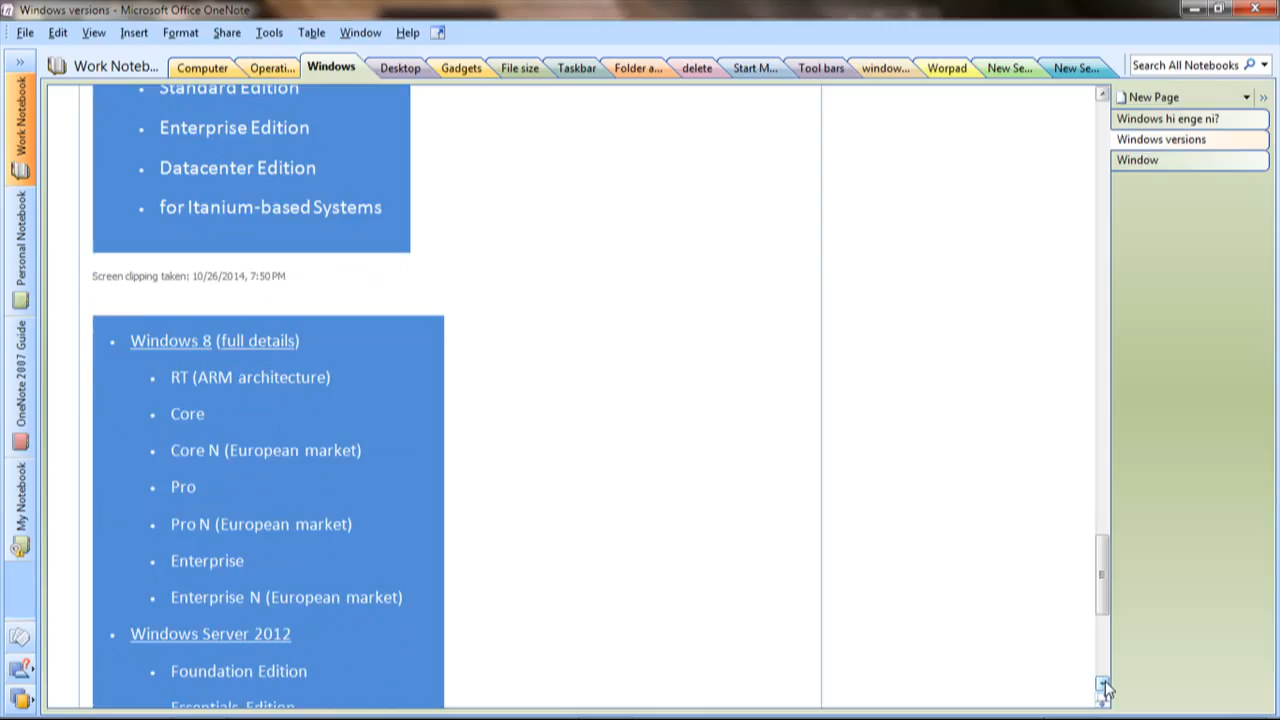 Windows versions - Microsoft Office OneNote
File Edit View Insert Format Share Tools Table Window Help
Work Noteb... Computer Operati... Windows Desktop Gadgets File size Taskbar Folder a... delete Start M... Tool bars window... Worpad New Se... New Se... Search All Notebooks
Work Notebook
Personal Notebook
OneNote 2007 Guide
My Notebook
Standard Edition
Enterprise Edition
Datacenter Edition
for Itanium-based Systems
Screen clipping taken: 10/26/2014, 7:50 PM
Windows 8 (full details)
RT (ARM architecture)
Core
Core N (European market)
Pro
Pro N (European market)
Enterprise
Enterprise N (European market)
Windows Server 2012
Foundation Edition
Essentials Edition
New Page
Windows hi enge ni?
Windows versions
Window